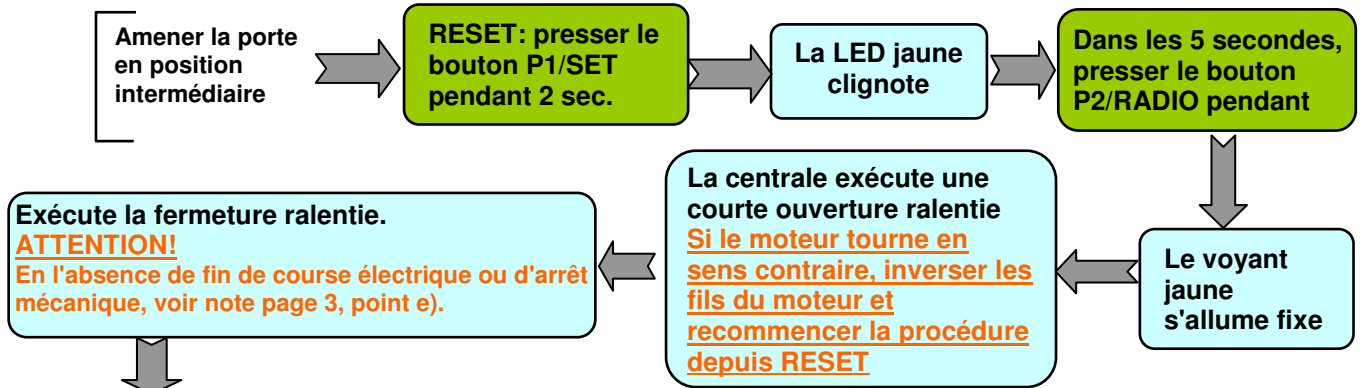 Amener la porte
en position
intermédiaire
RESET: presser le
bouton P1/SET
pendant 2 sec.
La LED jaune
clignote
Dans les 5 secondes,
presser le bouton
P2/RADIO pendant
Le voyant
jaune
s'allume fixe
La centrale exécute une
courte ouverture ralentie
Si le moteur tourne en
sens contraire, inverser les
fils du moteur et
recommencer la procédure
depuis RESET
Exécute la fermeture ralentie.
ATTENTION!
En l'absence de fin de course électrique ou d'arrêt
mécanique, voir note page 3, point e).